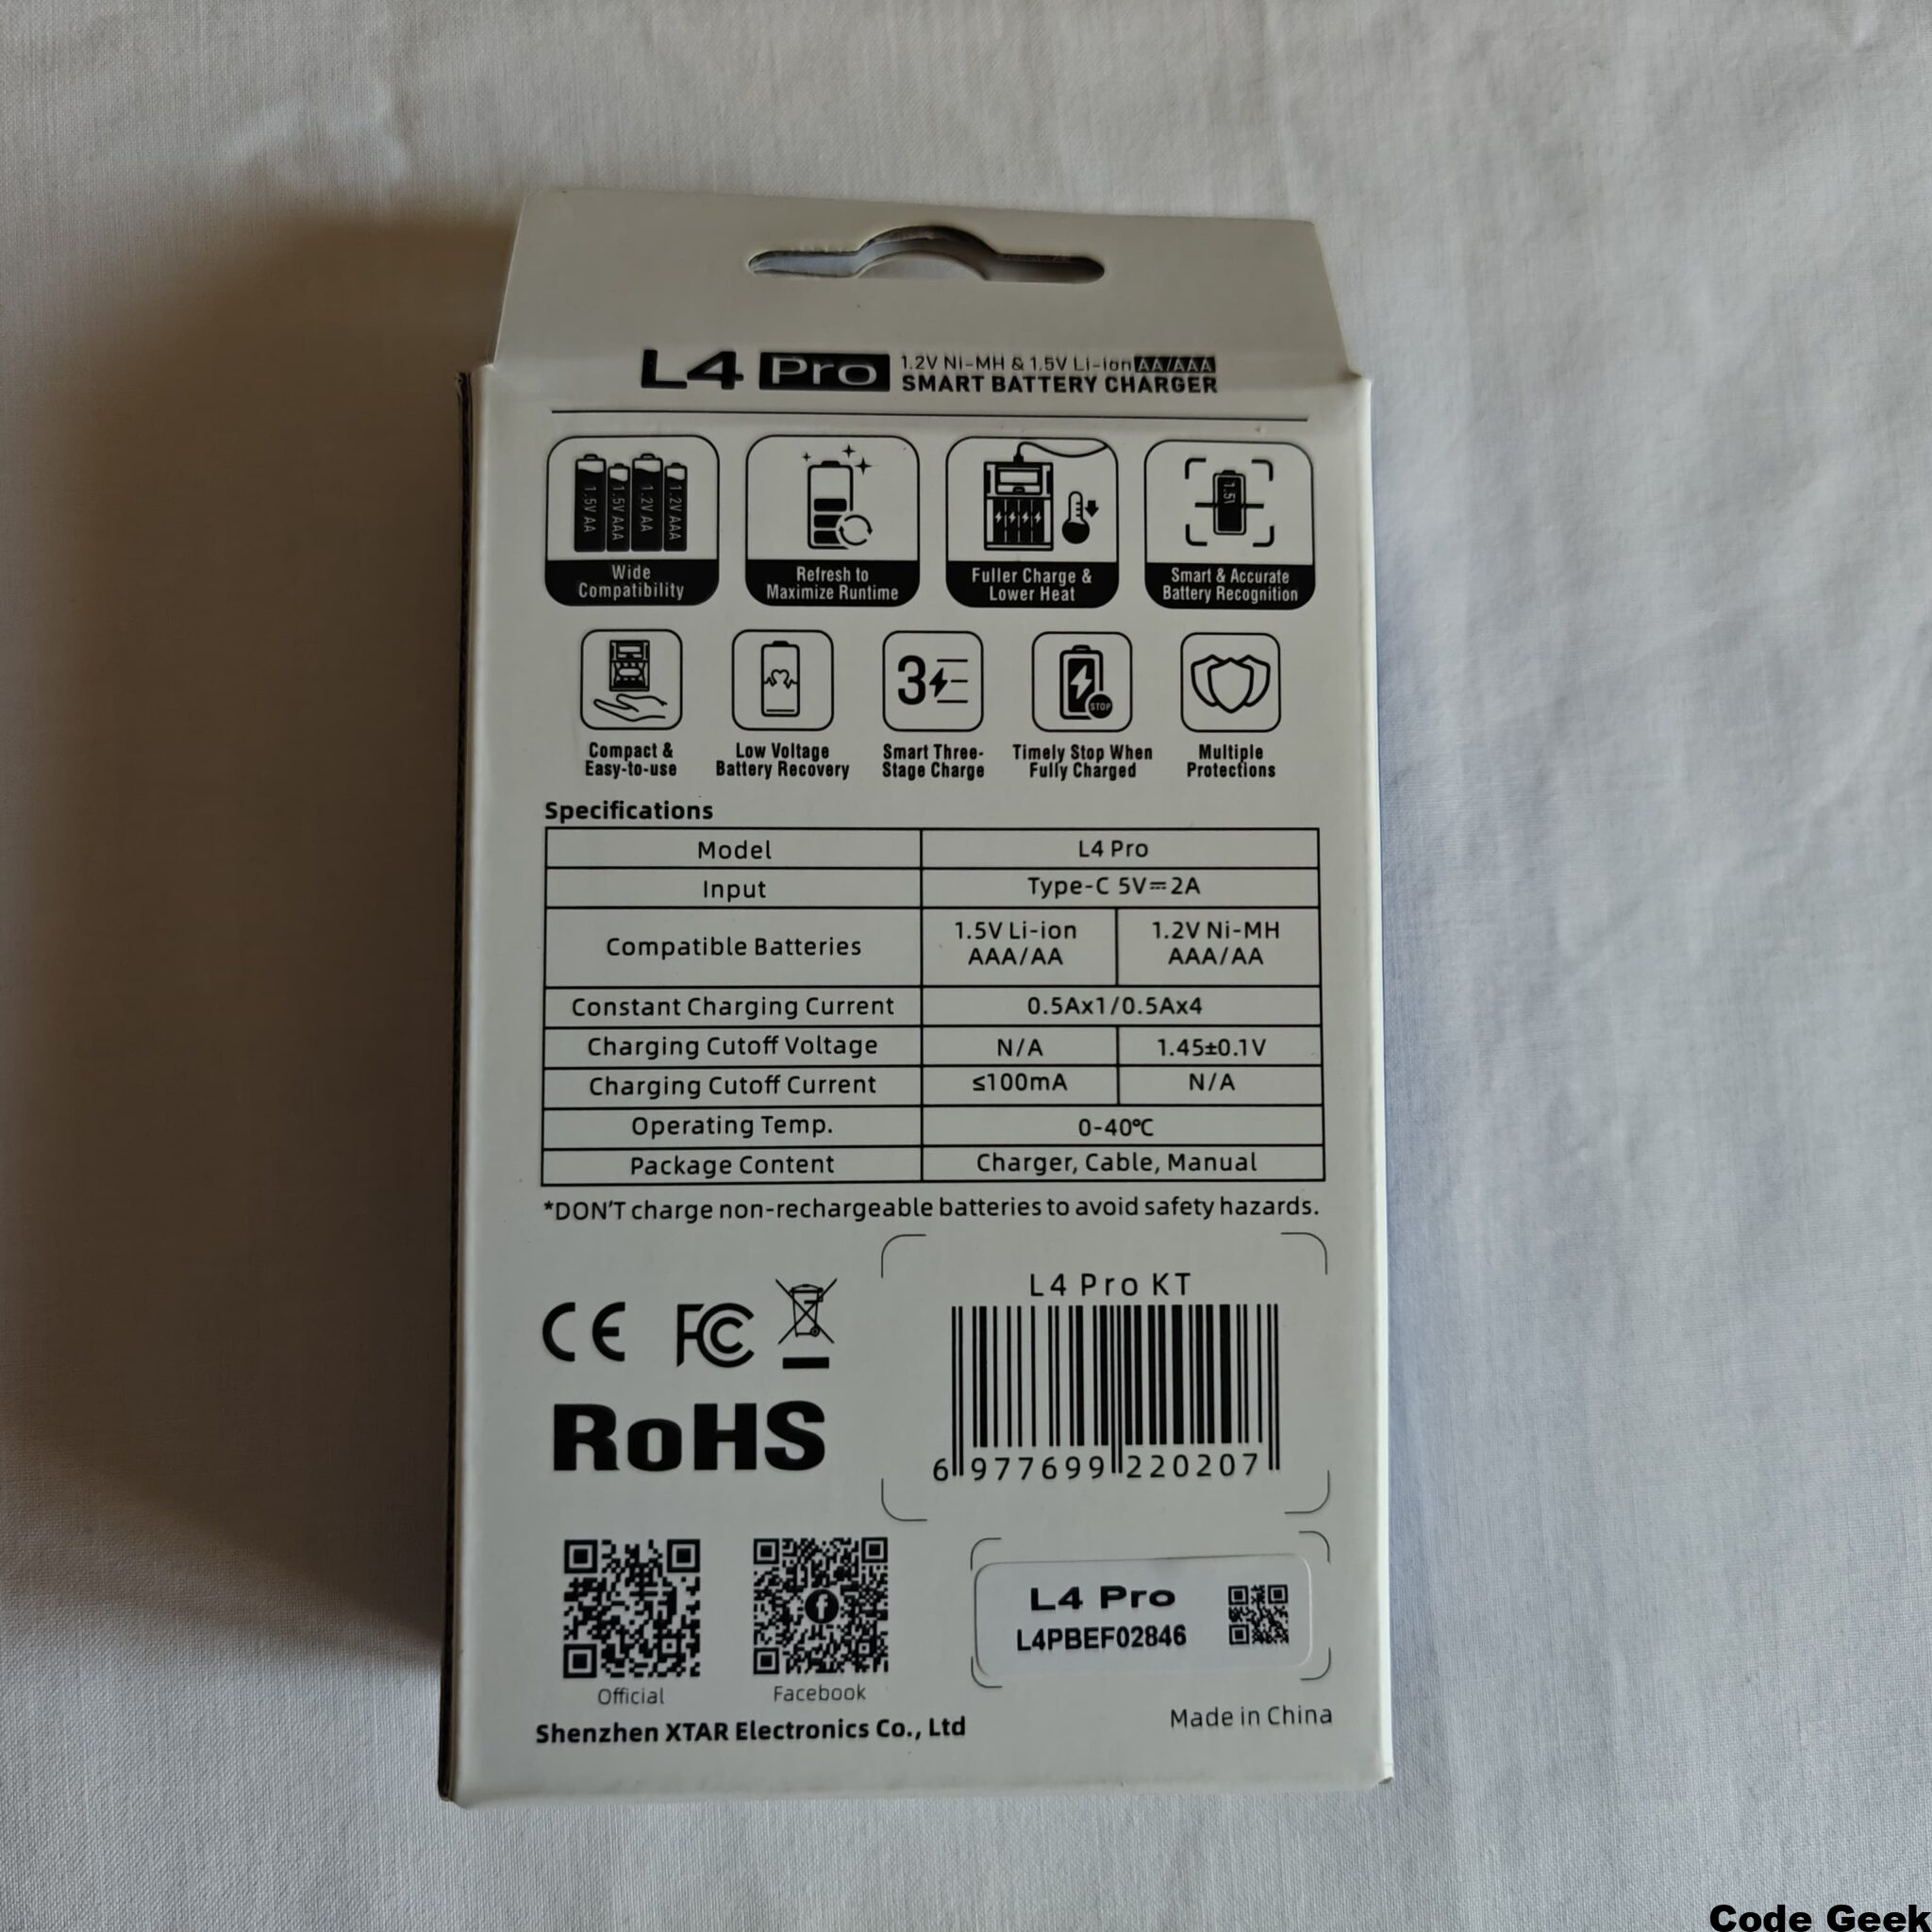 L4 Pro 1.2V Ni-MH & 1.5V Li-ion AA/AAA
SMART BATTERY CHARGER
1.5V AA 1.5V AAA 1.2V AA 1.2V AAA
1.5V
Wide
Compatibility
Refresh to
Maximize Runtime
Fuller Charge &
Lower Heat
Smart & Accurate
Battery Recognition
3
STOP
Compact &
Easy-to-use
Low Voltage
Battery Recovery
Smart Three-
Stage Charge
Timely Stop When
Fully Charged
Multiple
Protections
Specifications
Model L4 Pro
Input Type-C 5V⎓2A
Compatible Batteries
1.5V Li-ion
AAA/AA
1.2V Ni-MH
AAA/AA
Constant Charging Current 0.5Ax1/0.5Ax4
Charging Cutoff Voltage N/A 1.45±0.1V
Charging Cutoff Current ≤100mA N/A
Operating Temp. 0-40℃
Package Content Charger, Cable, Manual
*DON'T charge non-rechargeable batteries to avoid safety hazards.
CE FC
RoHS
L4 Pro KT
6 977699 220207
Official
Facebook
L4 Pro
L4PBEF02846
Shenzhen XTAR Electronics Co., Ltd
Made in China
Code Geek